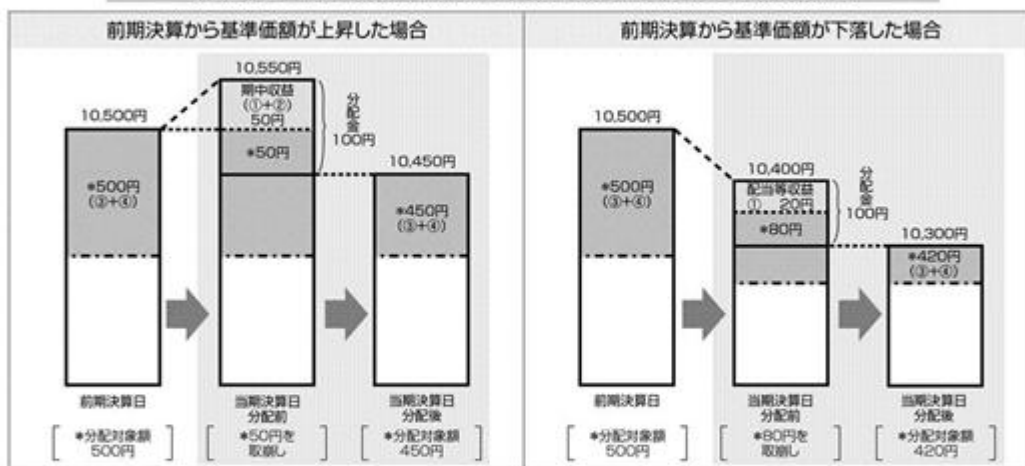 前期決算から基準価額が上昇した場合
10,550円
期中収益
(①+②)
50円
*50円
分配金
100円
10,500円
*500円
(③+④)
10,450円
*450円
(③+④)
前期決算日
当期決算日
分配前
当期決算日
分配後
*分配対象額
500円
*50円を
取崩し
*分配対象額
450円
前期決算から基準価額が下落した場合
10,500円
*500円
(③+④)
10,400円
配当等収益
① 20円
*80円
分配金
100円
10,300円
*420円
(③+④)
前期決算日
当期決算日
分配前
当期決算日
分配後
*分配対象額
500円
*80円を
取崩し
*分配対象額
420円